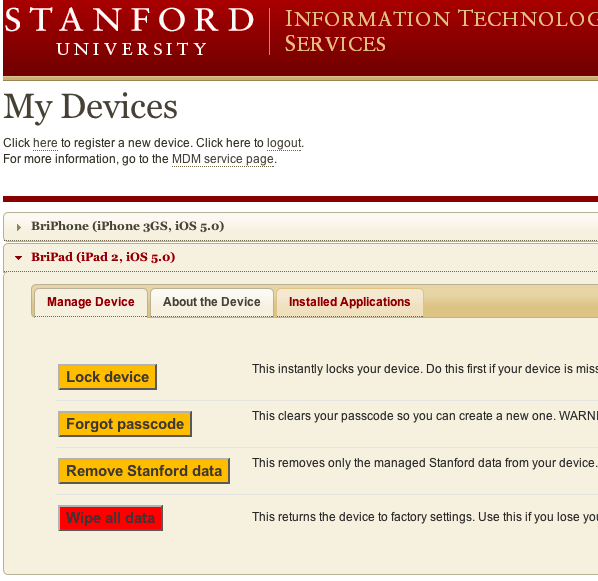 STANFORD
UNIVERSITY
INFORMATION TECHNOLOG
SERVICES
My Devices
Click here to register a new device. Click here to logout.
For more information, go to the MDM service page.
BriPhone (iPhone 3GS, iOS 5.0)
BriPad (iPad 2, iOS 5.0)
Manage Device About the Device Installed Applications
Lock device This instantly locks your device. Do this first if your device is miss
Forgot passcode This clears your passcode so you can create a new one. WARNI
Remove Stanford data This removes only the managed Stanford data from your device.
Wipe all data This returns the device to factory settings. Use this if you lose you